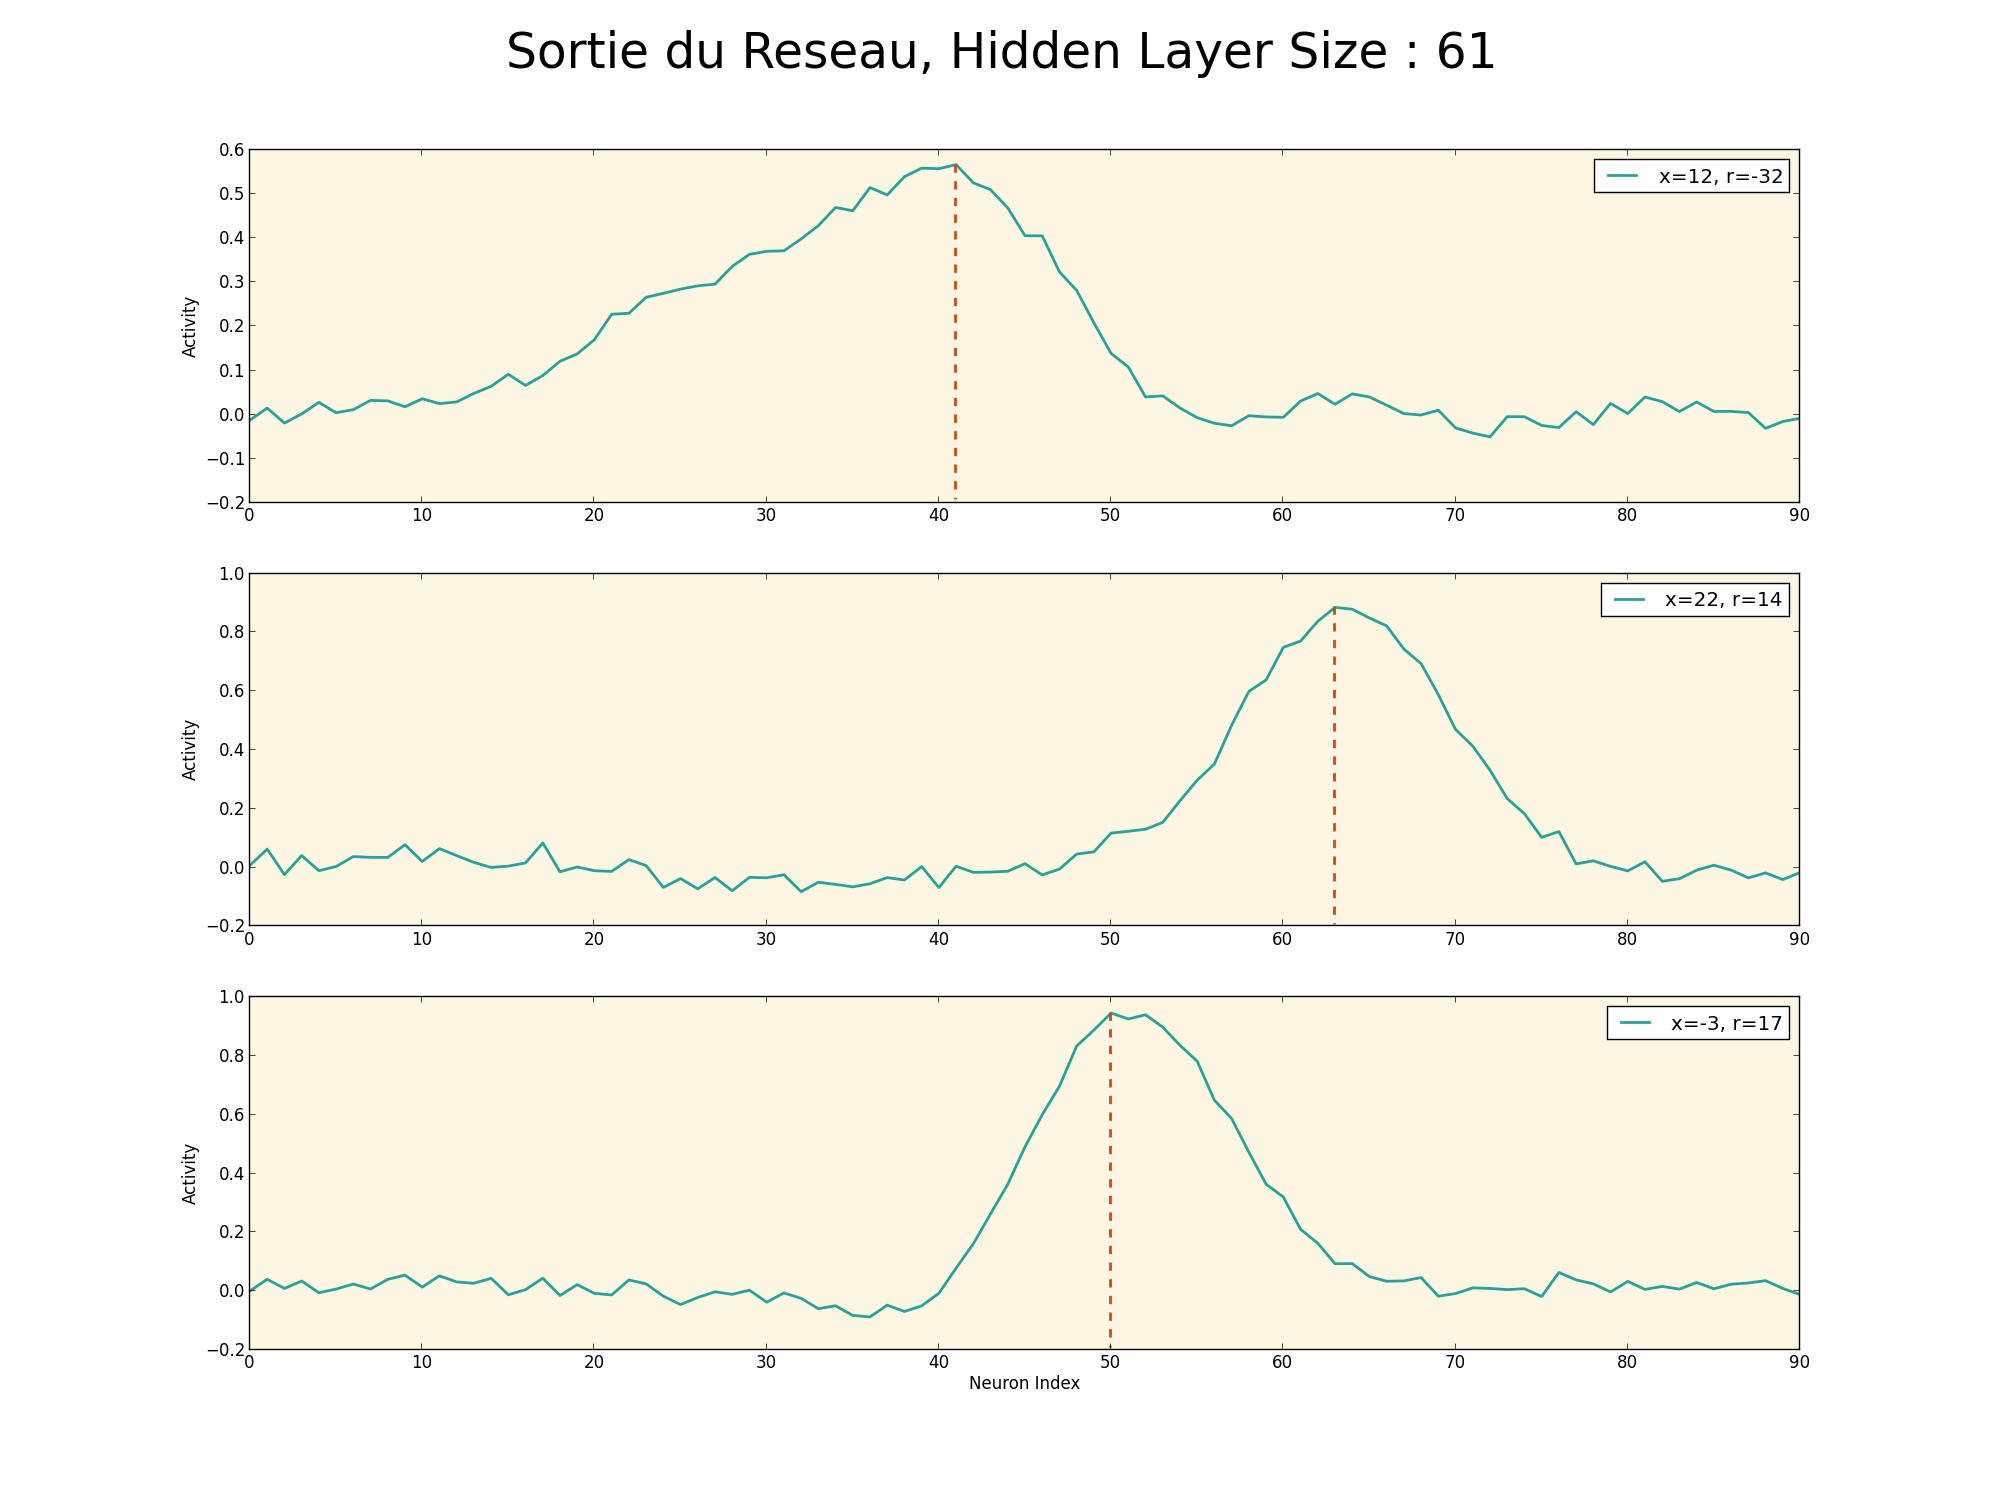 Sortie du Reseau, Hidden Layer Size : 61
0.6
0.5
0.4
0.3
0.2
0.1
0.0
−0.1
−0.2
Activity
x=12, r=-32
0 10 20 30 40 50 60 70 80 90
1.0
0.8
0.6
0.4
0.2
0.0
−0.2
Activity
x=22, r=14
0 10 20 30 40 50 60 70 80 90
1.0
0.8
0.6
0.4
0.2
0.0
−0.2
Activity
x=-3, r=17
0 10 20 30 40 50 60 70 80 90
Neuron Index